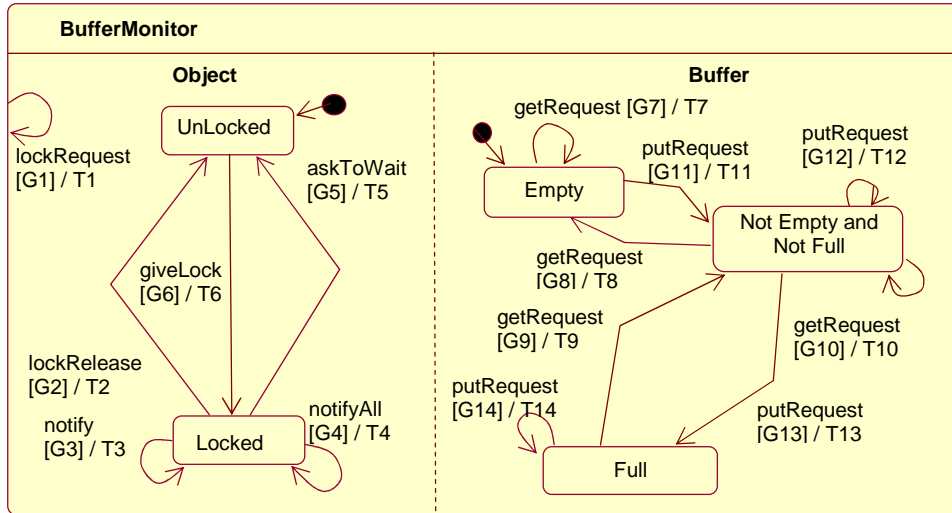 BufferMonitor
Object
UnLocked
lockRequest
[G1] / T1
askToWait
[G5] / T5
giveLock
[G6] / T6
lockRelease
[G2] / T2
notify
[G3] / T3
notifyAll
[G4] / T4
Locked
Buffer
getRequest [G7] / T7
putRequest
[G11] / T11
putRequest
[G12] / T12
Empty
Not Empty and
Not Full
getRequest
[G8] / T8
getRequest
[G9] / T9
getRequest
[G10] / T10
putRequest
[G14] / T14
putRequest
[G13] / T13
Full